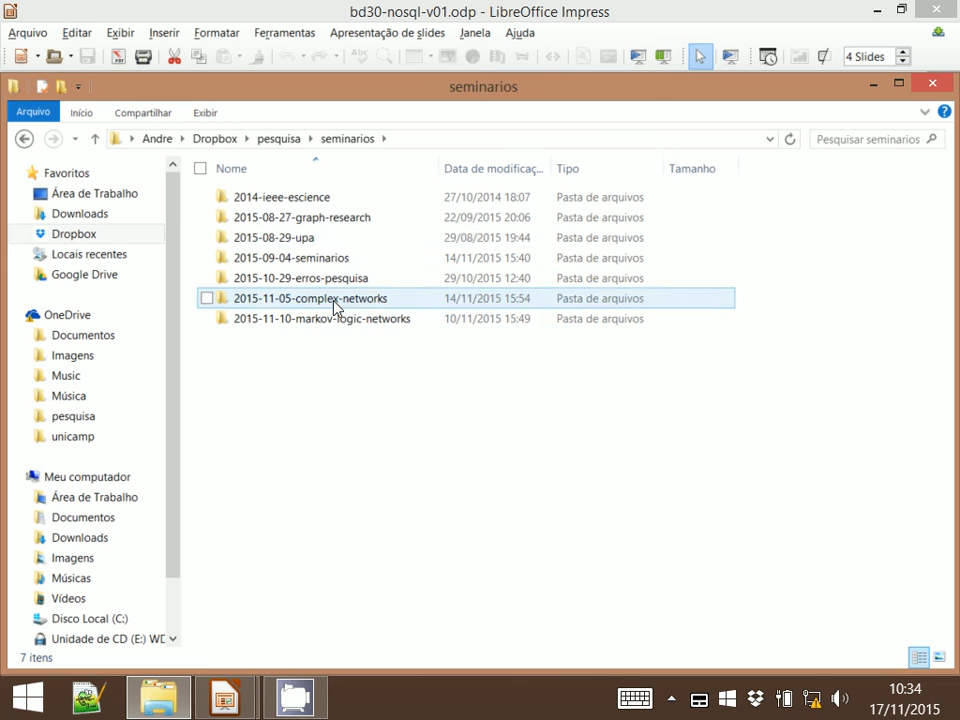 bd30-nosql-v01.odp - LibreOffice Impress
Arquivo Editar Exibir Inserir Formatar Ferramentas Apresentação de slides Janela Ajuda
4 Slides
seminarios
Arquivo Início Compartilhar Exibir
Andre Dropbox pesquisa seminarios
Pesquisar seminarios
Nome Data de modificaç... Tipo Tamanho
Favoritos
Área de Trabalho
Downloads
Dropbox
Locais recentes
Google Drive
OneDrive
Documentos
Imagens
Music
Música
pesquisa
unicamp
Meu computador
Área de Trabalho
Documentos
Downloads
Imagens
Músicas
Vídeos
Disco Local (C:)
Unidade de CD (E:) WD
2014-ieee-escience 27/10/2014 18:07 Pasta de arquivos
2015-08-27-graph-research 22/09/2015 20:06 Pasta de arquivos
2015-08-29-upa 29/08/2015 19:44 Pasta de arquivos
2015-09-04-seminarios 14/11/2015 15:40 Pasta de arquivos
2015-10-29-erros-pesquisa 29/10/2015 12:40 Pasta de arquivos
2015-11-05-complex-networks 14/11/2015 15:54 Pasta de arquivos
2015-11-10-markov-logic-networks 10/11/2015 15:49 Pasta de arquivos
7 itens
10:34
17/11/2015